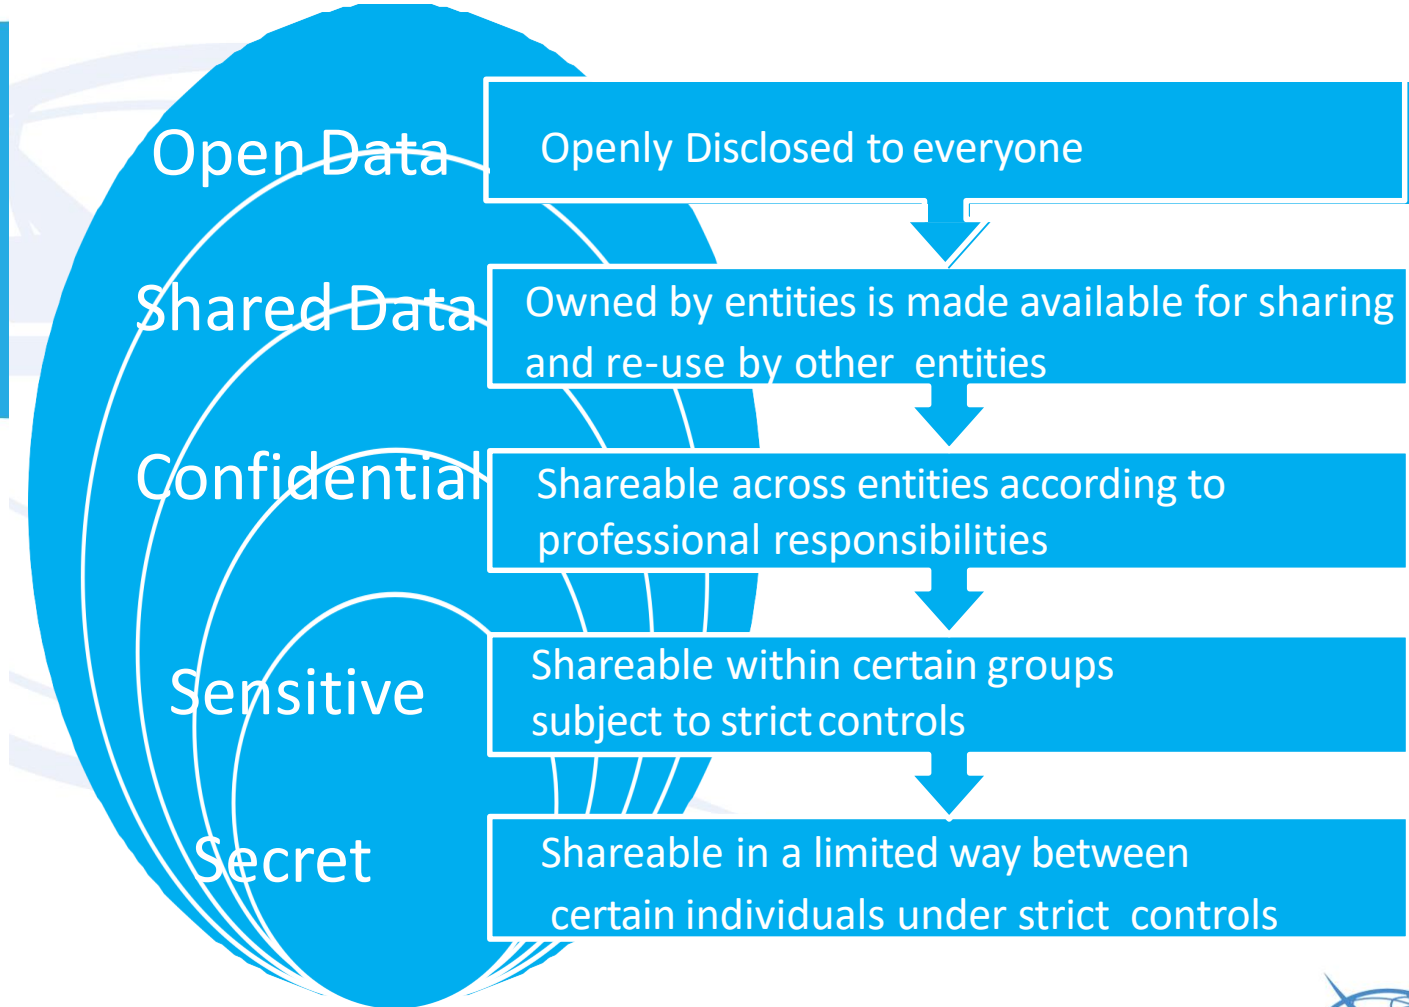 Open Data
Openly Disclosed to everyone
Shared Data
Owned by entities is made available for sharing
and re-use by other entities
Confidential
Shareable across entities according to
professional responsibilities
Sensitive
Shareable within certain groups
subject to strict controls
Secret
Shareable in a limited way between
certain individuals under strict controls